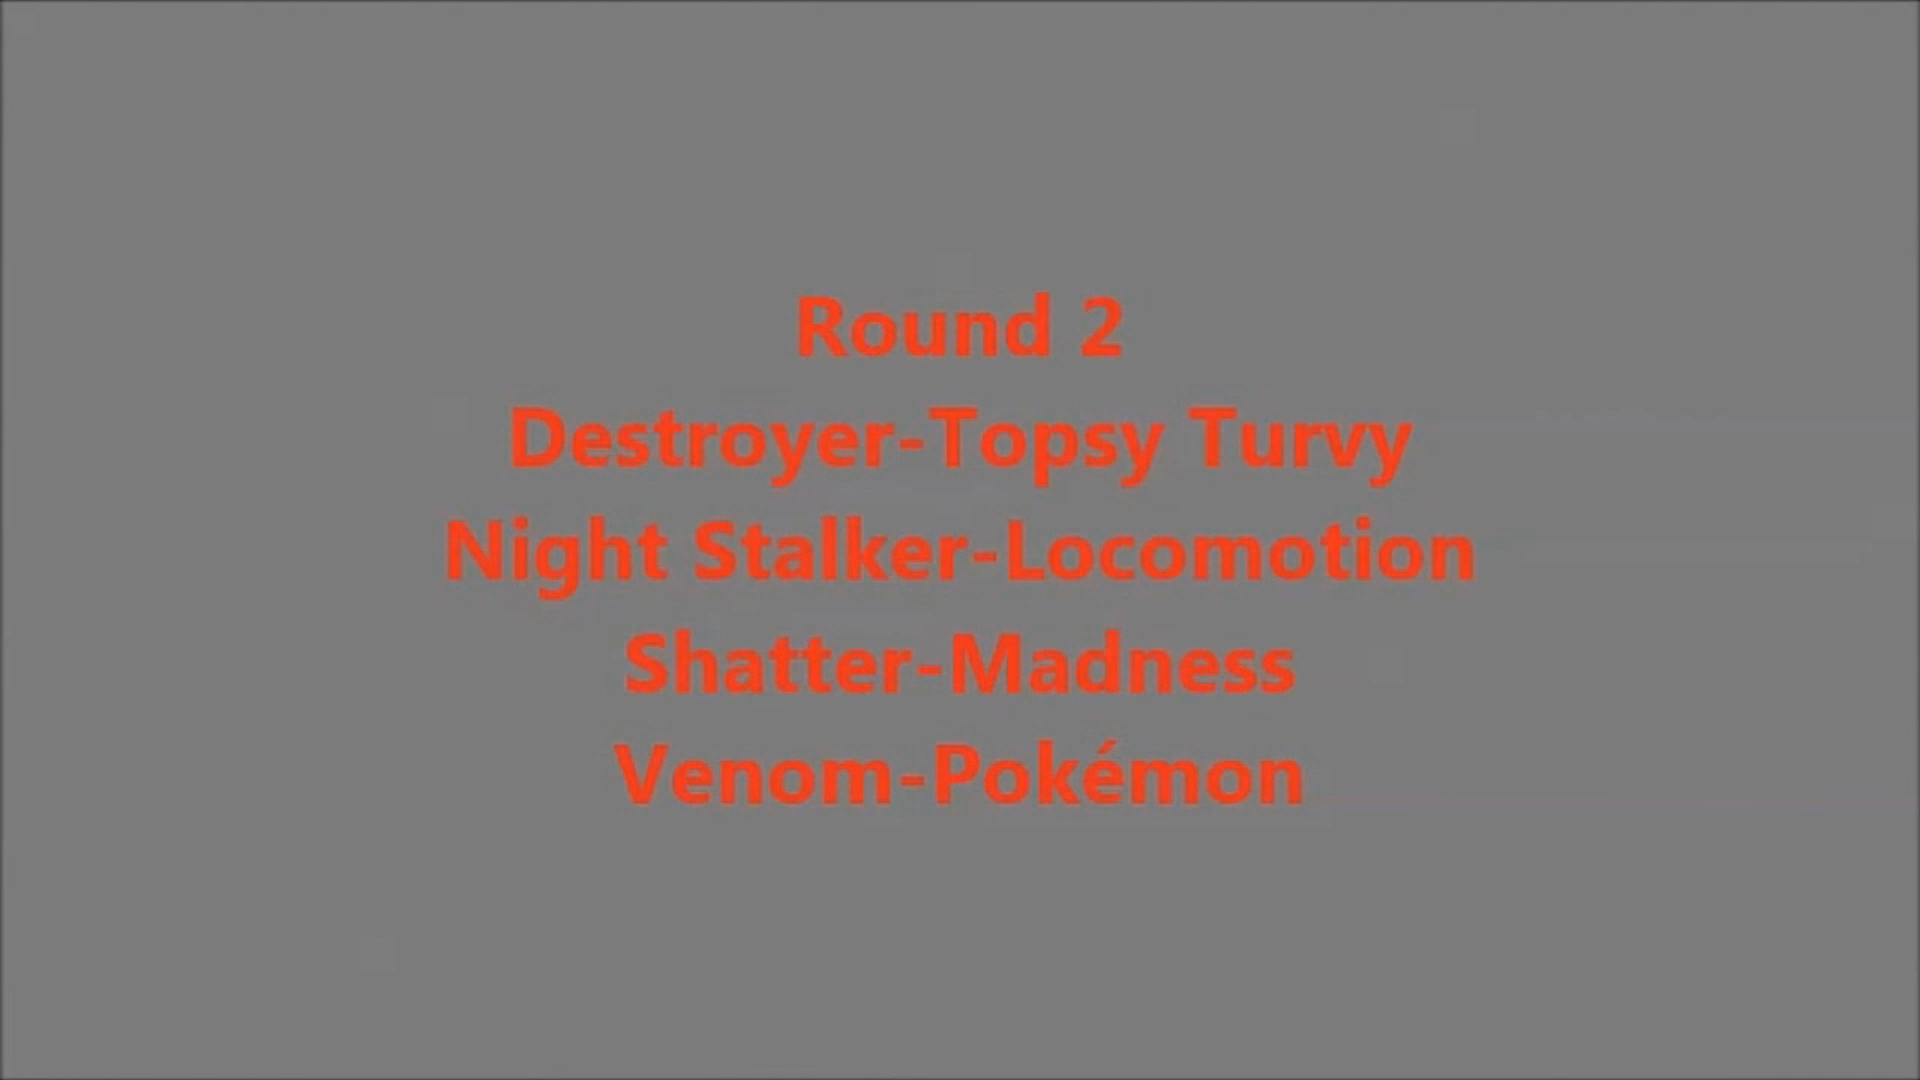 Round 2
Destroyer-Topsy Turvy
Night Stalker-Locomotion
Shatter-Madness
Venom-Pokémon